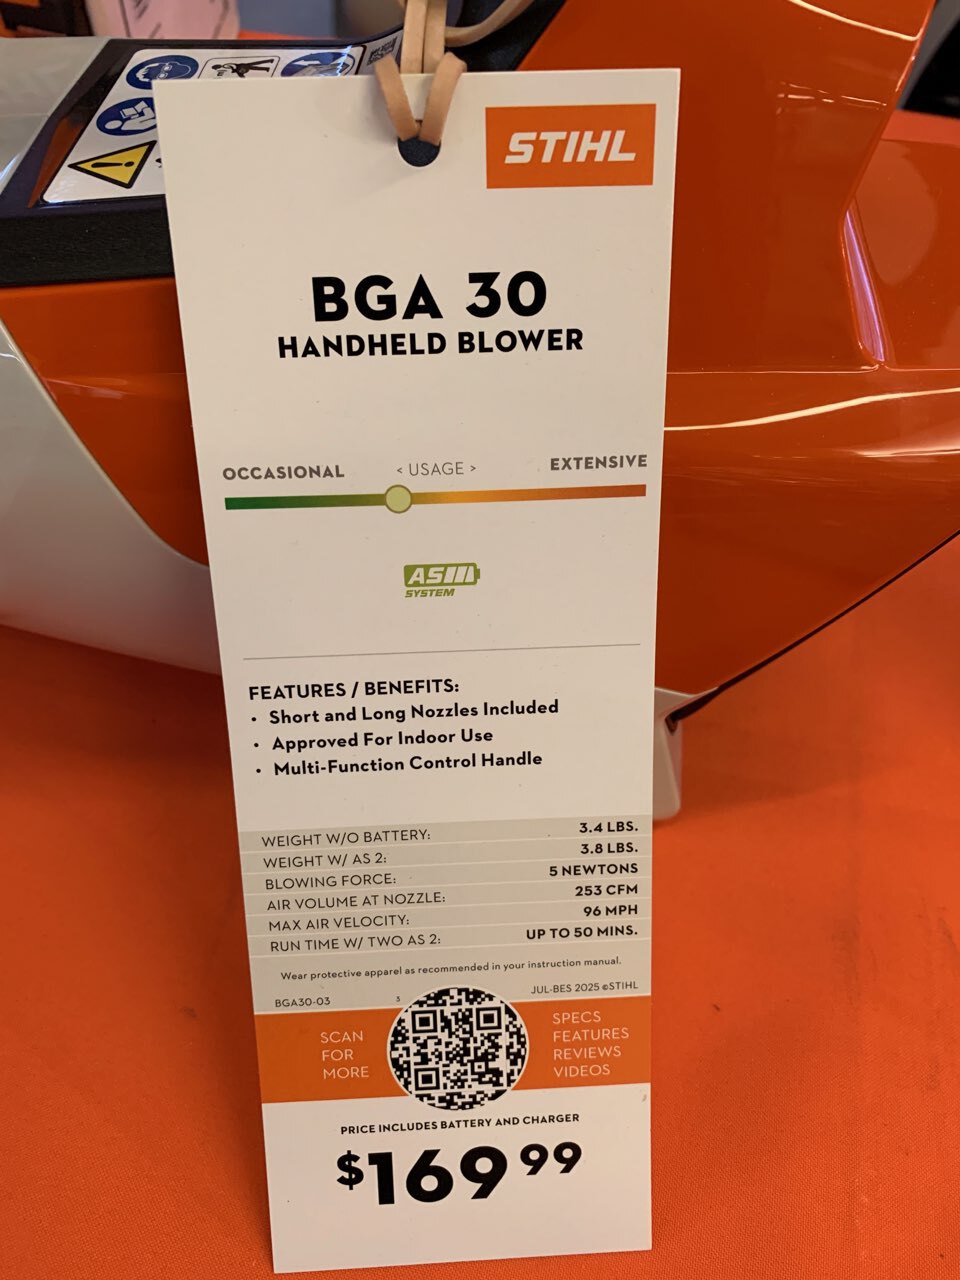 STIHL
BGA 30
HANDHELD BLOWER
OCCASIONAL < USAGE > EXTENSIVE
AS
SYSTEM
FEATURES / BENEFITS:
• Short and Long Nozzles Included
• Approved For Indoor Use
• Multi-Function Control Handle
WEIGHT W/O BATTERY: 3.4 LBS.
WEIGHT W/ AS 2: 3.8 LBS.
BLOWING FORCE: 5 NEWTONS
AIR VOLUME AT NOZZLE: 253 CFM
MAX AIR VELOCITY: 96 MPH
RUN TIME W/ TWO AS 2: UP TO 50 MINS.
Wear protective apparel as recommended in your instruction manual.
BGA30-03 3 JUL-BES 2025 ©STIHL
SCAN FOR MORE
SPECS
FEATURES
REVIEWS
VIDEOS
PRICE INCLUDES BATTERY AND CHARGER
$169 99